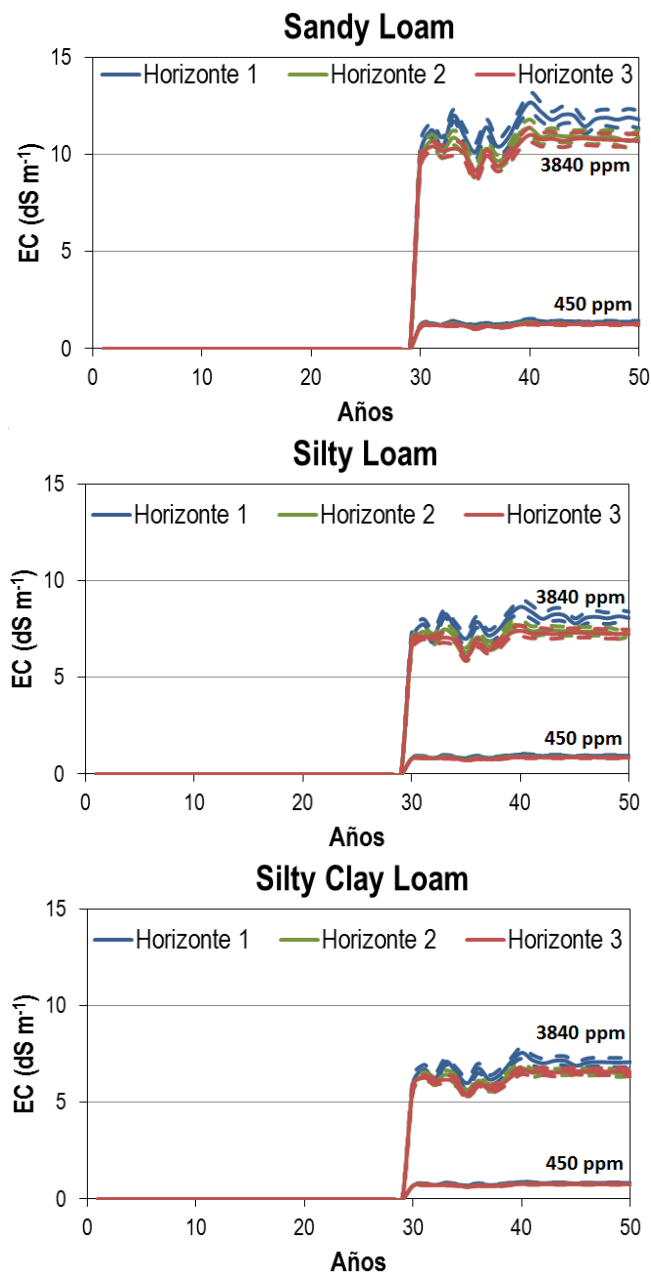 Sandy Loam
Horizonte 1 Horizonte 2 Horizonte 3
15
10
5
0
EC (dS m-1)
3840 ppm
450 ppm
0 10 20 30 40 50
Años
Silty Loam
Horizonte 1 Horizonte 2 Horizonte 3
15
10
5
0
EC (dS m-1)
3840 ppm
450 ppm
0 10 20 30 40 50
Años
Silty Clay Loam
Horizonte 1 Horizonte 2 Horizonte 3
15
10
5
0
EC (dS m-1)
3840 ppm
450 ppm
0 10 20 30 40 50
Años